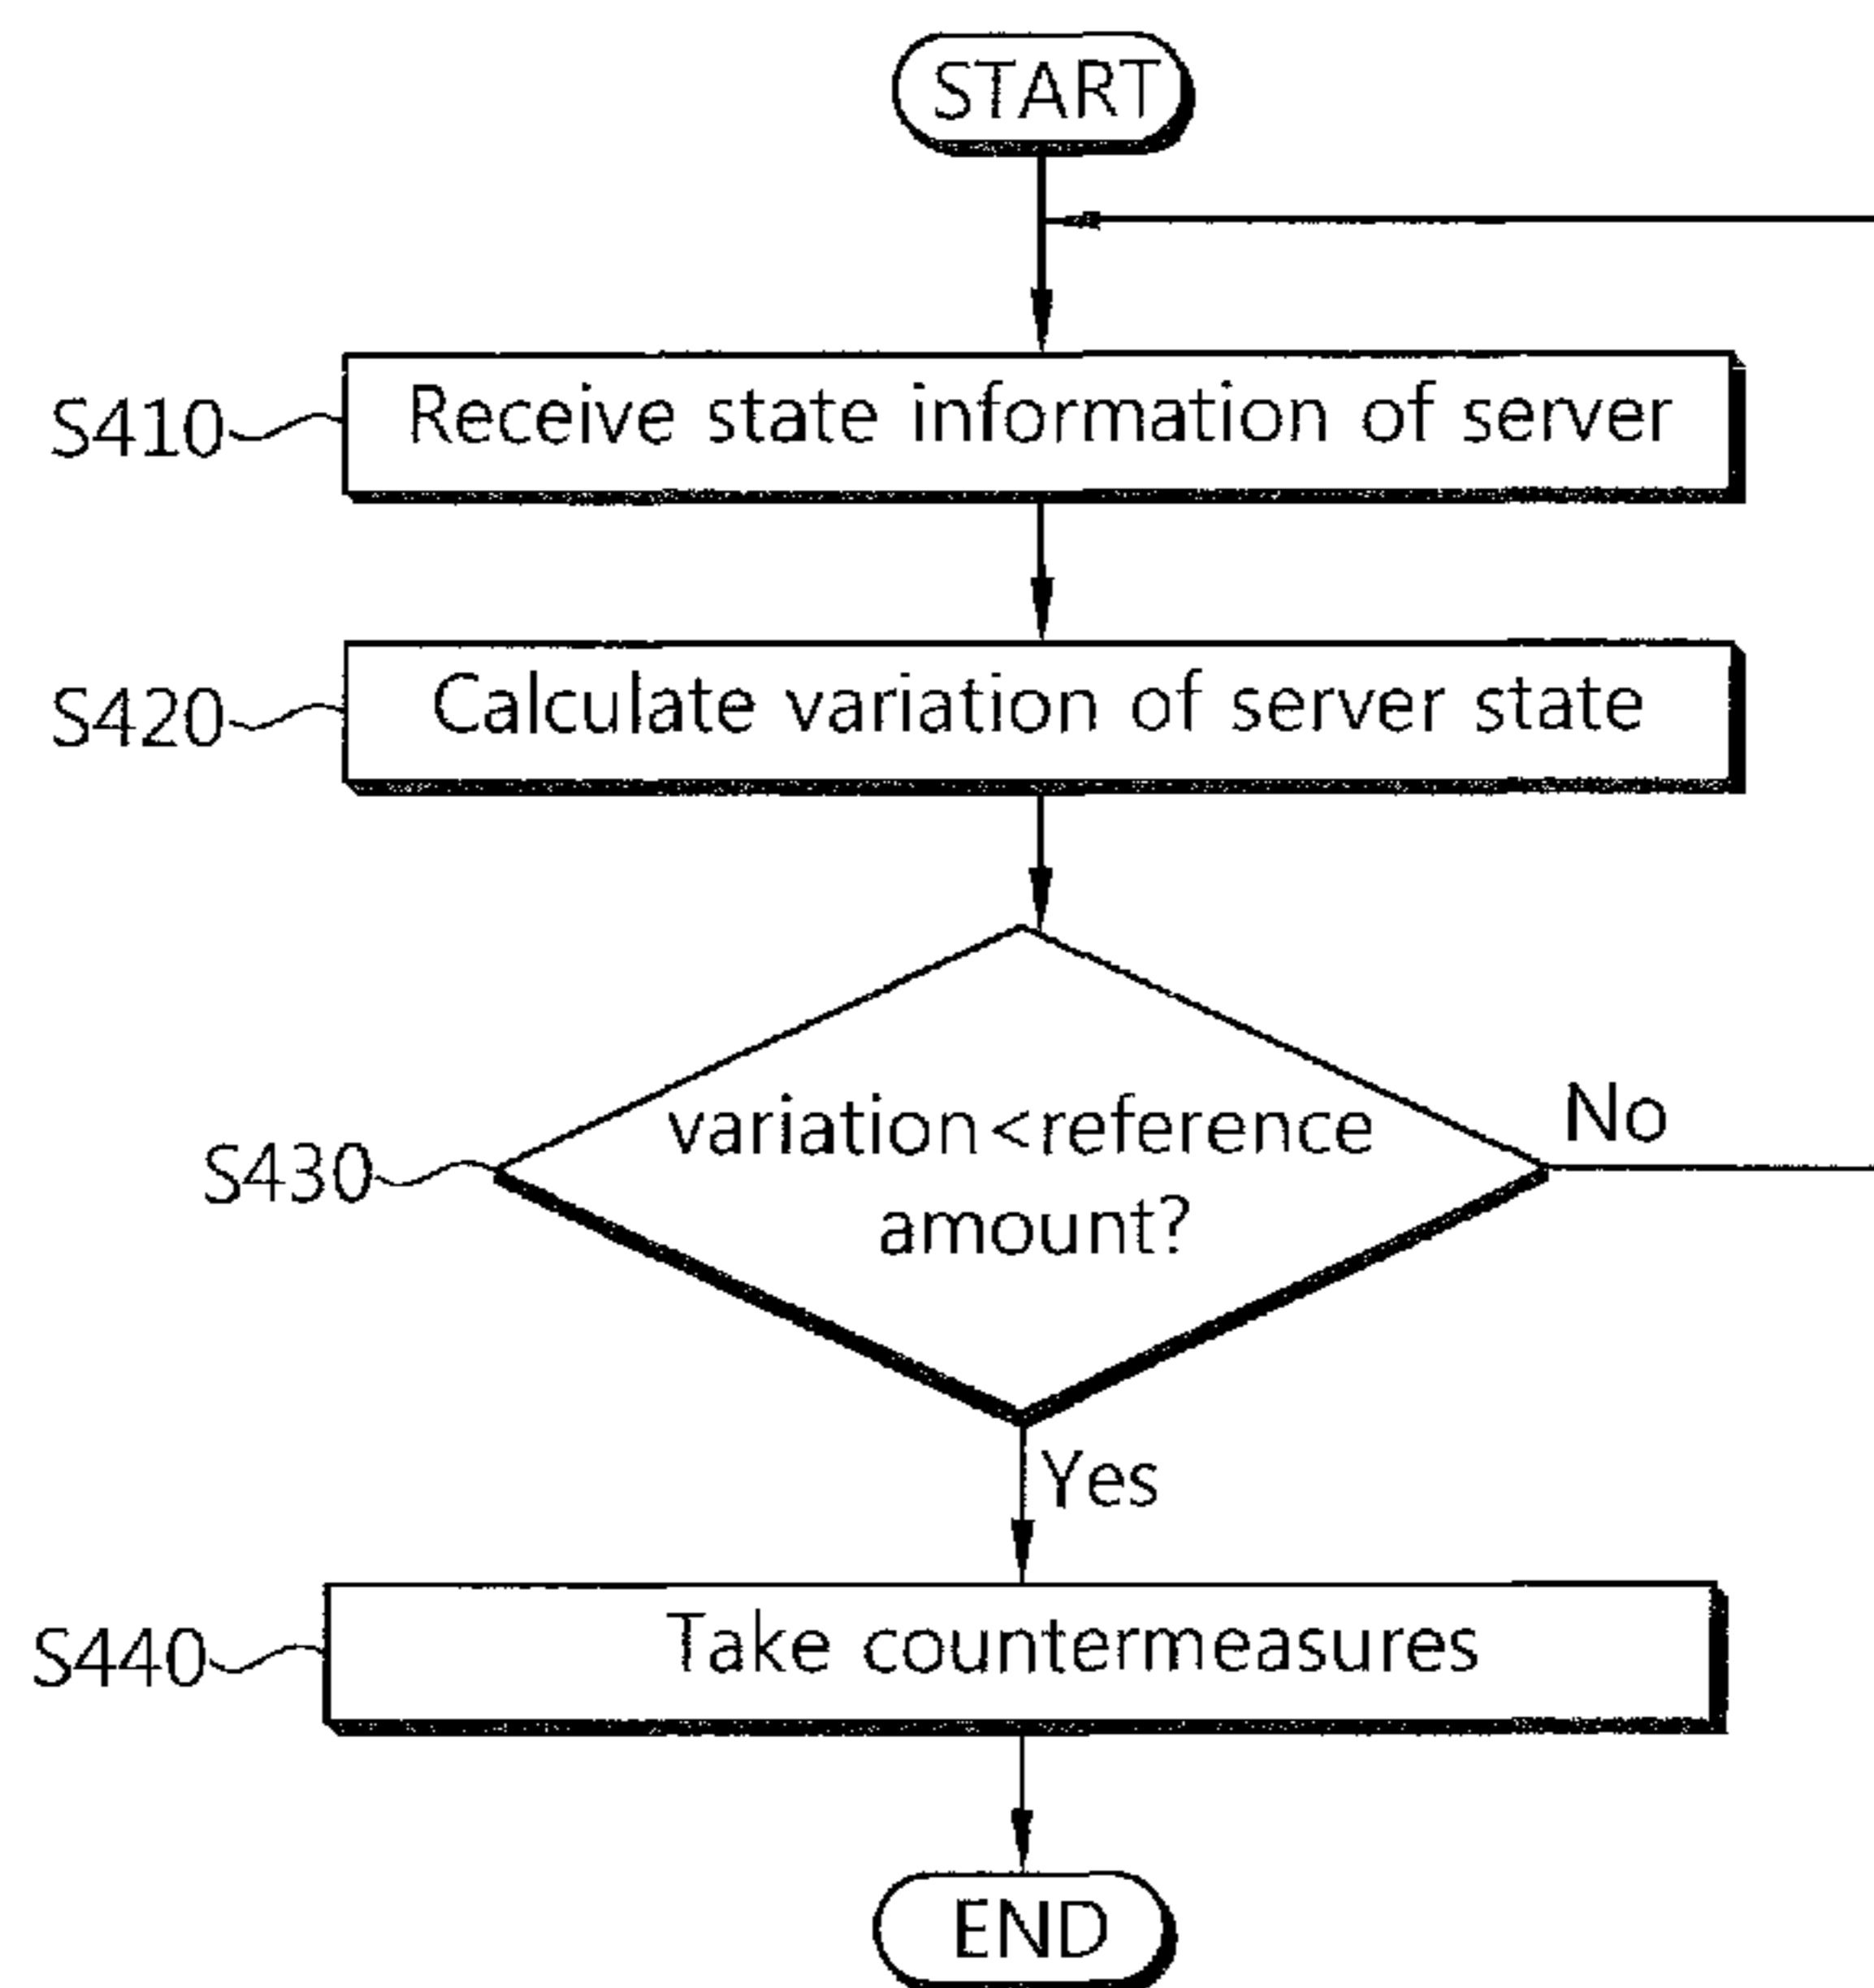 START
S410
Receive state information of server
S420
Calculate variation of server state
S430
variation<reference
amount?
No
Yes
S440
Take countermeasures
END